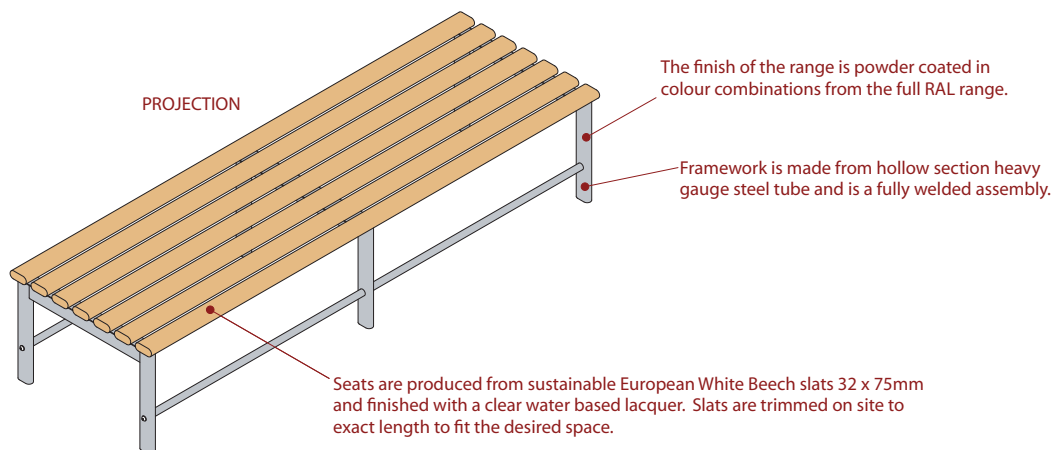 The finish of the range is powder coated in
colour combinations from the full RAL range.
PROJECTION
Framework is made from hollow section heavy
gauge steel tube and is a fully welded assembly.
Seats are produced from sustainable European White Beech slats 32 x 75mm
and finished with a clear water based lacquer.  Slats are trimmed on site to
exact length to fit the desired space.